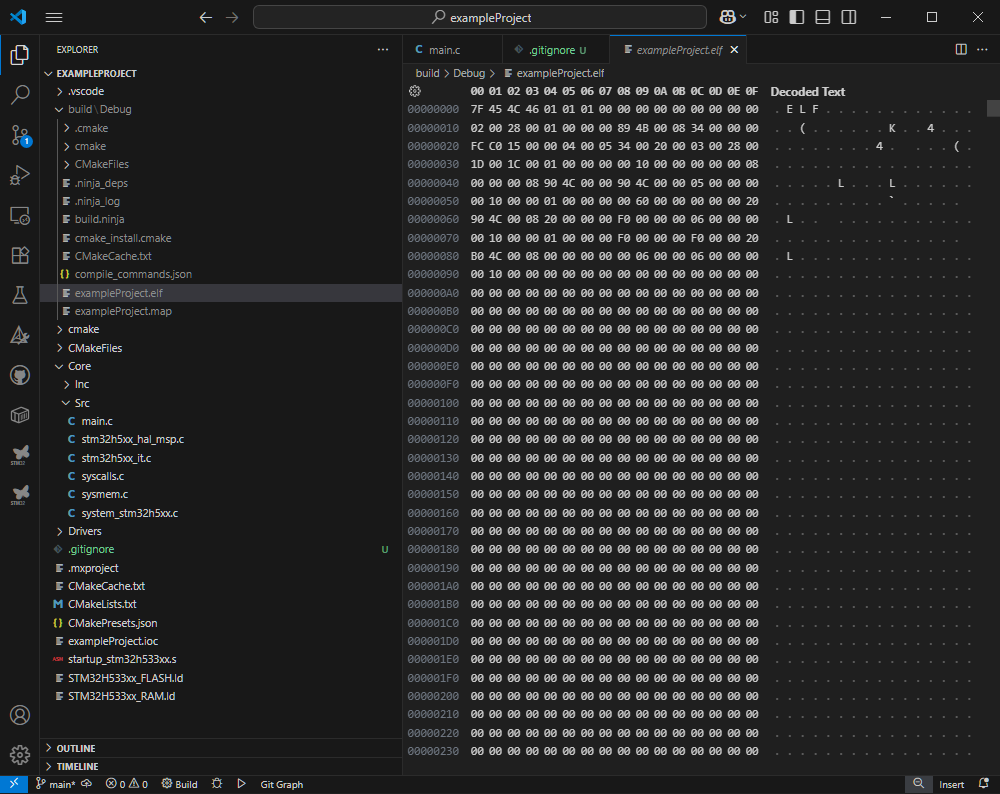 exampleProject
EXPLORER
EXAMPLEPROJECT
.vscode
build \ Debug
.cmake
cmake
CMakeFiles
.ninja_deps
.ninja_log
build.ninja
cmake_install.cmake
CMakeCache.txt
{} compile_commands.json
exampleProject.elf
exampleProject.map
cmake
CMakeFiles
Core
Inc
Src
C main.c
C stm32h5xx_hal_msp.c
C stm32h5xx_it.c
C syscalls.c
C sysmem.c
C system_stm32h5xx.c
Drivers
.gitignore U
.mxproject
CMakeCache.txt
M CMakeLists.txt
{} CMakePresets.json
exampleProject.ioc
ASM startup_stm32h533xx.s
STM32H533xx_FLASH.ld
STM32H533xx_RAM.ld
OUTLINE
TIMELINE
1
STM32
STM32
C main.c .gitignore U exampleProject.elf
build > Debug > exampleProject.elf
00 01 02 03 04 05 06 07 08 09 0A 0B 0C 0D 0E 0F Decoded Text
00000000 7F 45 4C 46 01 01 01 00 00 00 00 00 00 00 00 00 . E L F . . . . . . . . . . . .
00000010 02 00 28 00 01 00 00 00 89 4B 00 08 34 00 00 00 . . ( . . . . . . K . . 4 . . .
00000020 FC C0 15 00 00 04 00 05 34 00 20 00 03 00 28 00 . . . . . . . . 4 . . . . ( .
00000030 1D 00 1C 00 01 00 00 00 00 00 10 00 00 00 00 08 . . . . . . . . . . . . . . . .
00000040 00 00 00 08 90 4C 00 00 90 4C 00 00 05 00 00 00 . . . . . L . . . L . . . . . .
00000050 00 10 00 00 01 00 00 00 00 60 00 00 00 00 00 20 . . . . . . . . . ` . . . . .
00000060 90 4C 00 08 20 00 00 00 F0 00 00 00 06 00 00 00 . L . . . . . . . . . . . . .
00000070 00 10 00 00 01 00 00 00 F0 00 00 00 F0 00 00 20 . . . . . . . . . . . . . . .
00000080 B0 4C 00 08 00 00 00 00 00 06 00 00 06 00 00 00 . L . . . . . . . . . . . . . .
00000090 00 10 00 00 00 00 00 00 00 00 00 00 00 00 00 00 . . . . . . . . . . . . . . . .
000000A0 00 00 00 00 00 00 00 00 00 00 00 00 00 00 00 00 . . . . . . . . . . . . . . . .
000000B0 00 00 00 00 00 00 00 00 00 00 00 00 00 00 00 00 . . . . . . . . . . . . . . . .
000000C0 00 00 00 00 00 00 00 00 00 00 00 00 00 00 00 00 . . . . . . . . . . . . . . . .
000000D0 00 00 00 00 00 00 00 00 00 00 00 00 00 00 00 00 . . . . . . . . . . . . . . . .
000000E0 00 00 00 00 00 00 00 00 00 00 00 00 00 00 00 00 . . . . . . . . . . . . . . . .
000000F0 00 00 00 00 00 00 00 00 00 00 00 00 00 00 00 00 . . . . . . . . . . . . . . . .
00000100 00 00 00 00 00 00 00 00 00 00 00 00 00 00 00 00 . . . . . . . . . . . . . . . .
00000110 00 00 00 00 00 00 00 00 00 00 00 00 00 00 00 00 . . . . . . . . . . . . . . . .
00000120 00 00 00 00 00 00 00 00 00 00 00 00 00 00 00 00 . . . . . . . . . . . . . . . .
00000130 00 00 00 00 00 00 00 00 00 00 00 00 00 00 00 00 . . . . . . . . . . . . . . . .
00000140 00 00 00 00 00 00 00 00 00 00 00 00 00 00 00 00 . . . . . . . . . . . . . . . .
00000150 00 00 00 00 00 00 00 00 00 00 00 00 00 00 00 00 . . . . . . . . . . . . . . . .
00000160 00 00 00 00 00 00 00 00 00 00 00 00 00 00 00 00 . . . . . . . . . . . . . . . .
00000170 00 00 00 00 00 00 00 00 00 00 00 00 00 00 00 00 . . . . . . . . . . . . . . . .
00000180 00 00 00 00 00 00 00 00 00 00 00 00 00 00 00 00 . . . . . . . . . . . . . . . .
00000190 00 00 00 00 00 00 00 00 00 00 00 00 00 00 00 00 . . . . . . . . . . . . . . . .
000001A0 00 00 00 00 00 00 00 00 00 00 00 00 00 00 00 00 . . . . . . . . . . . . . . . .
000001B0 00 00 00 00 00 00 00 00 00 00 00 00 00 00 00 00 . . . . . . . . . . . . . . . .
000001C0 00 00 00 00 00 00 00 00 00 00 00 00 00 00 00 00 . . . . . . . . . . . . . . . .
000001D0 00 00 00 00 00 00 00 00 00 00 00 00 00 00 00 00 . . . . . . . . . . . . . . . .
000001E0 00 00 00 00 00 00 00 00 00 00 00 00 00 00 00 00 . . . . . . . . . . . . . . . .
000001F0 00 00 00 00 00 00 00 00 00 00 00 00 00 00 00 00 . . . . . . . . . . . . . . . .
00000200 00 00 00 00 00 00 00 00 00 00 00 00 00 00 00 00 . . . . . . . . . . . . . . . .
00000210 00 00 00 00 00 00 00 00 00 00 00 00 00 00 00 00 . . . . . . . . . . . . . . . .
00000220 00 00 00 00 00 00 00 00 00 00 00 00 00 00 00 00 . . . . . . . . . . . . . . . .
00000230 00 00 00 00 00 00 00 00 00 00 00 00 00 00 00 00 . . . . . . . . . . . . . . . .
main* 0 0 Build Git Graph Insert